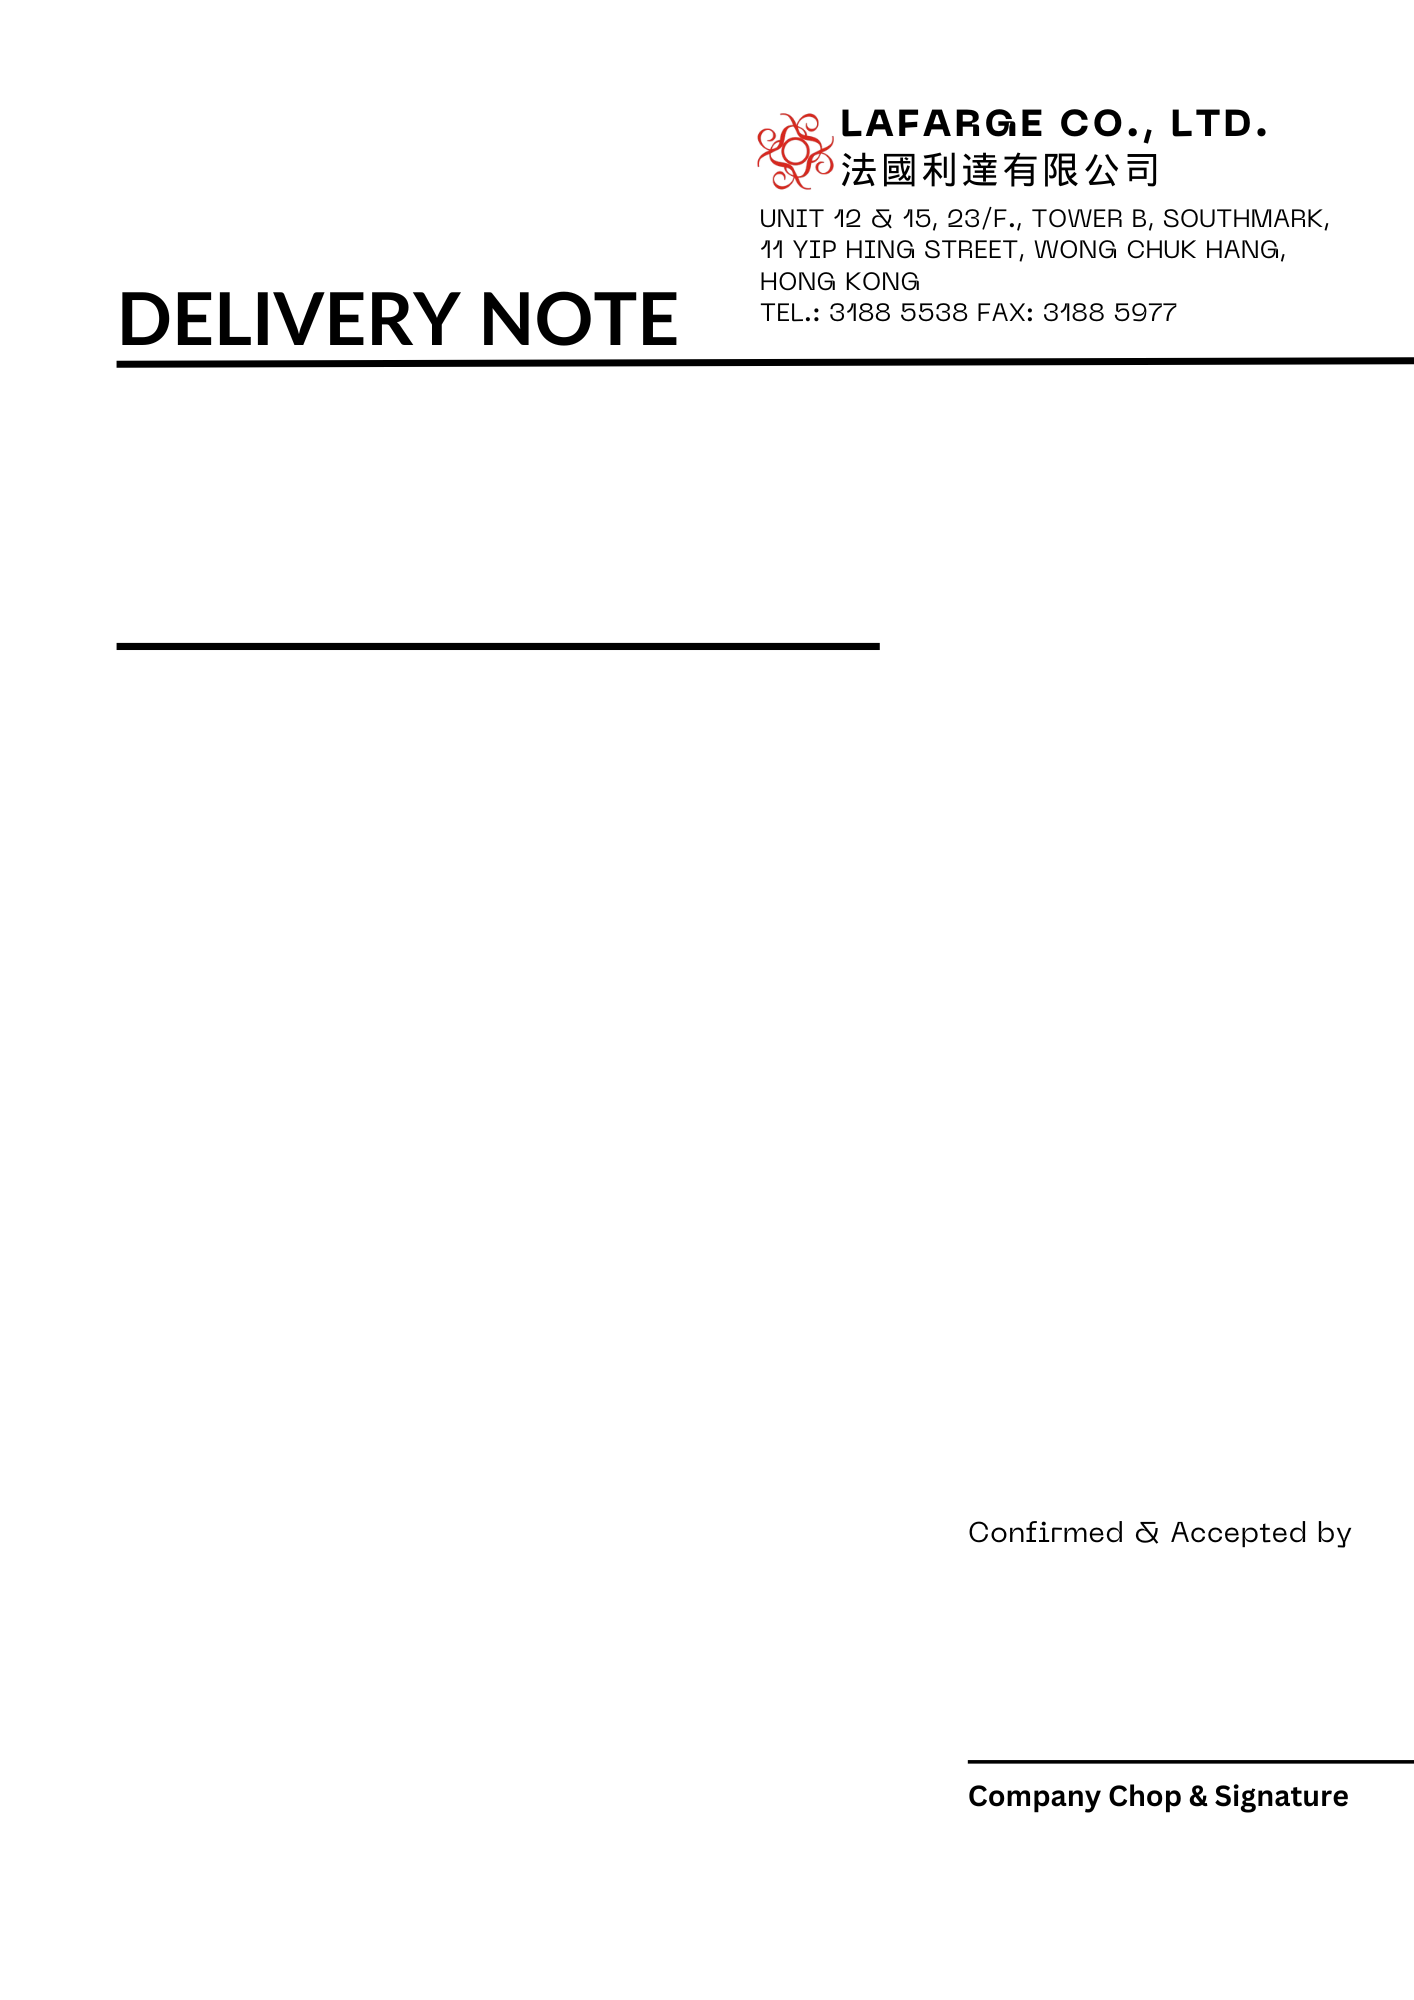 LAFARGE CO., LTD.
法國利達有限公司
UNIT 12 & 15, 23/F., TOWER B, SOUTHMARK,
11 YIP HING STREET, WONG CHUK HANG,
HONG KONG
TEL.: 3188 5538 FAX: 3188 5977
DELIVERY NOTE
Confirmed & Accepted by
Company Chop & Signature